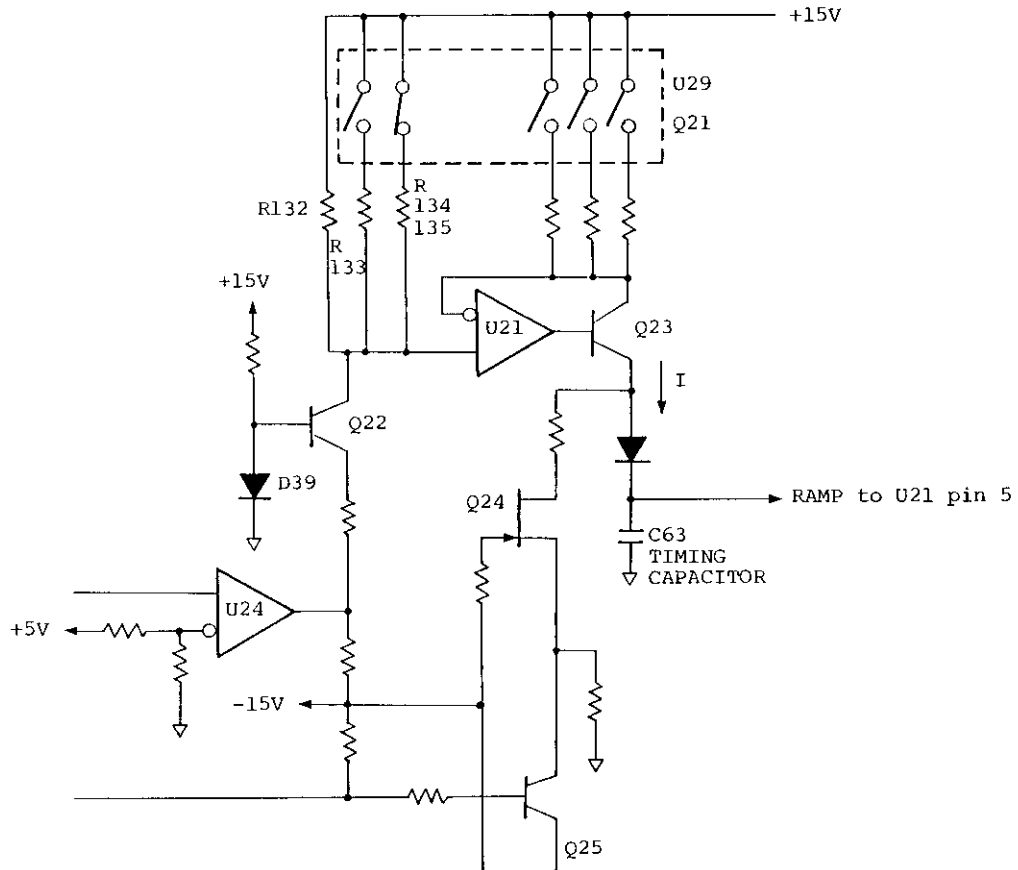 +15V
U29
Q21
R132
R
134
135
R
133
+15V
U21
Q23
I
Q22
D39
Q24
RAMP to U21 pin 5
C63
TIMING
CAPACITOR
U24
+5V
-15V
Q25